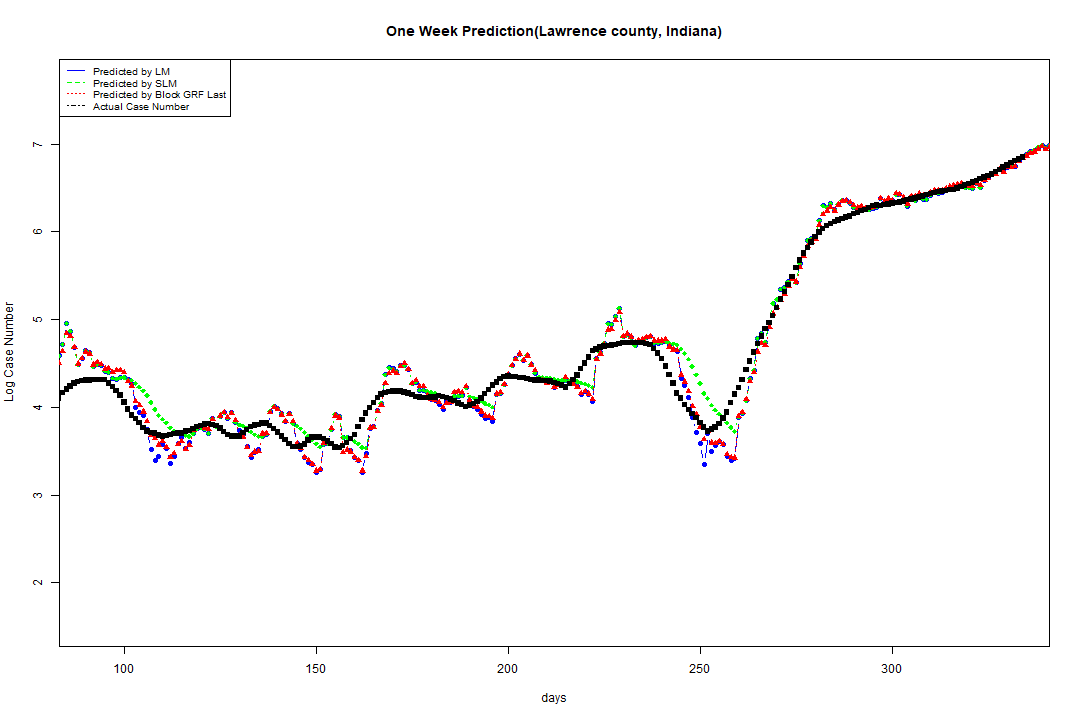 One Week Prediction(Lawrence county, Indiana)
Predicted by LM
Predicted by SLM
Predicted by Block GRF Last
Actual Case Number
7
6
5
4
3
2
Log Case Number
100 150 200 250 300
days